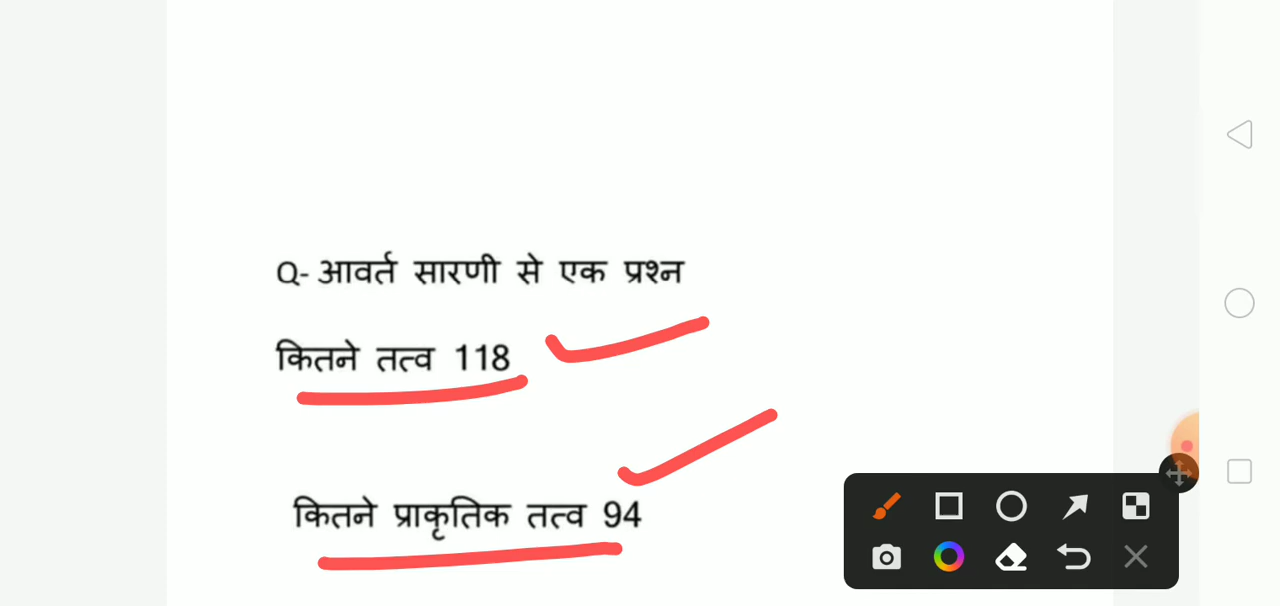 Q- आवर्त सारणी से एक प्रश्न
कितने तत्व 118
कितने प्राकृतिक तत्व 94